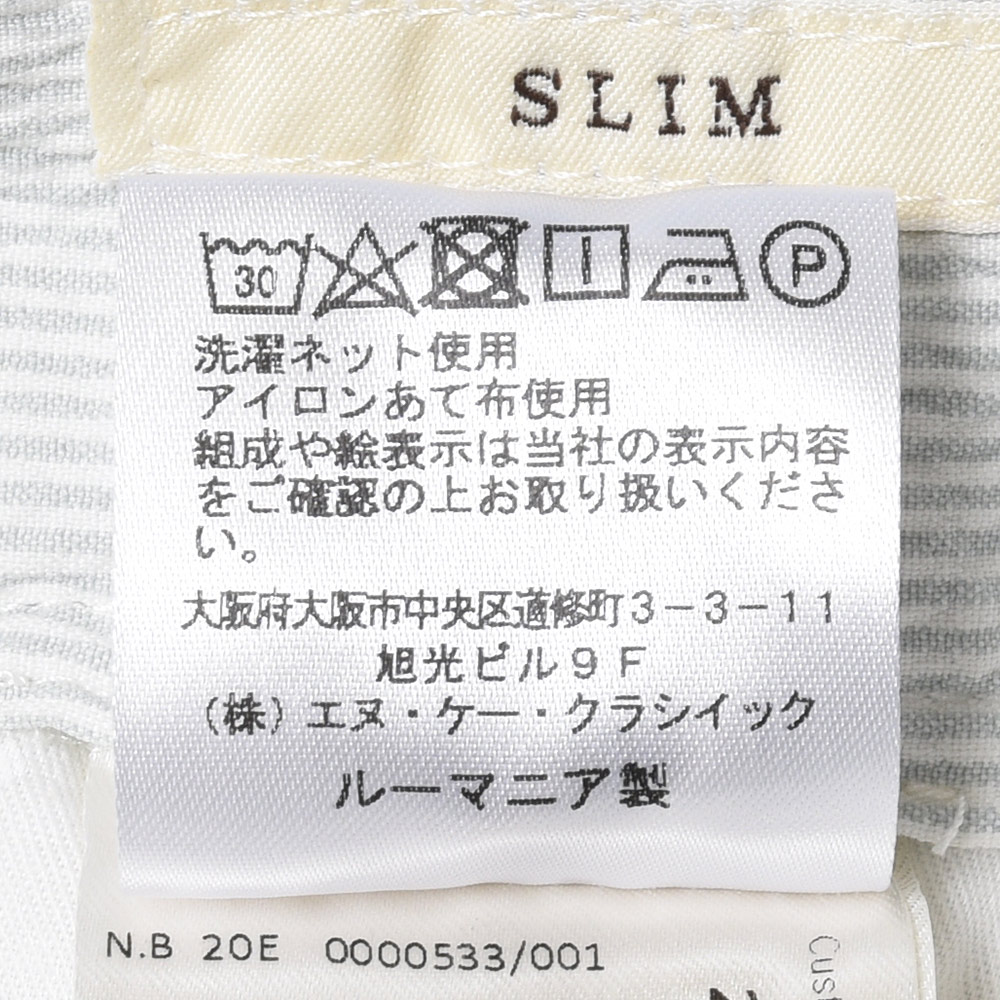 SLIM
30
P
洗濯ネット使用
アイロンあて布使用
組成や絵表示は当社の表示内容
をご確認の上お取り扱いくださ
い。
大阪府大阪市中央区道修町3-3-11
旭光ビル9F
(株)エヌ・ケー・クラシイック
ルーマニア製
N.B 20E 0000533/001